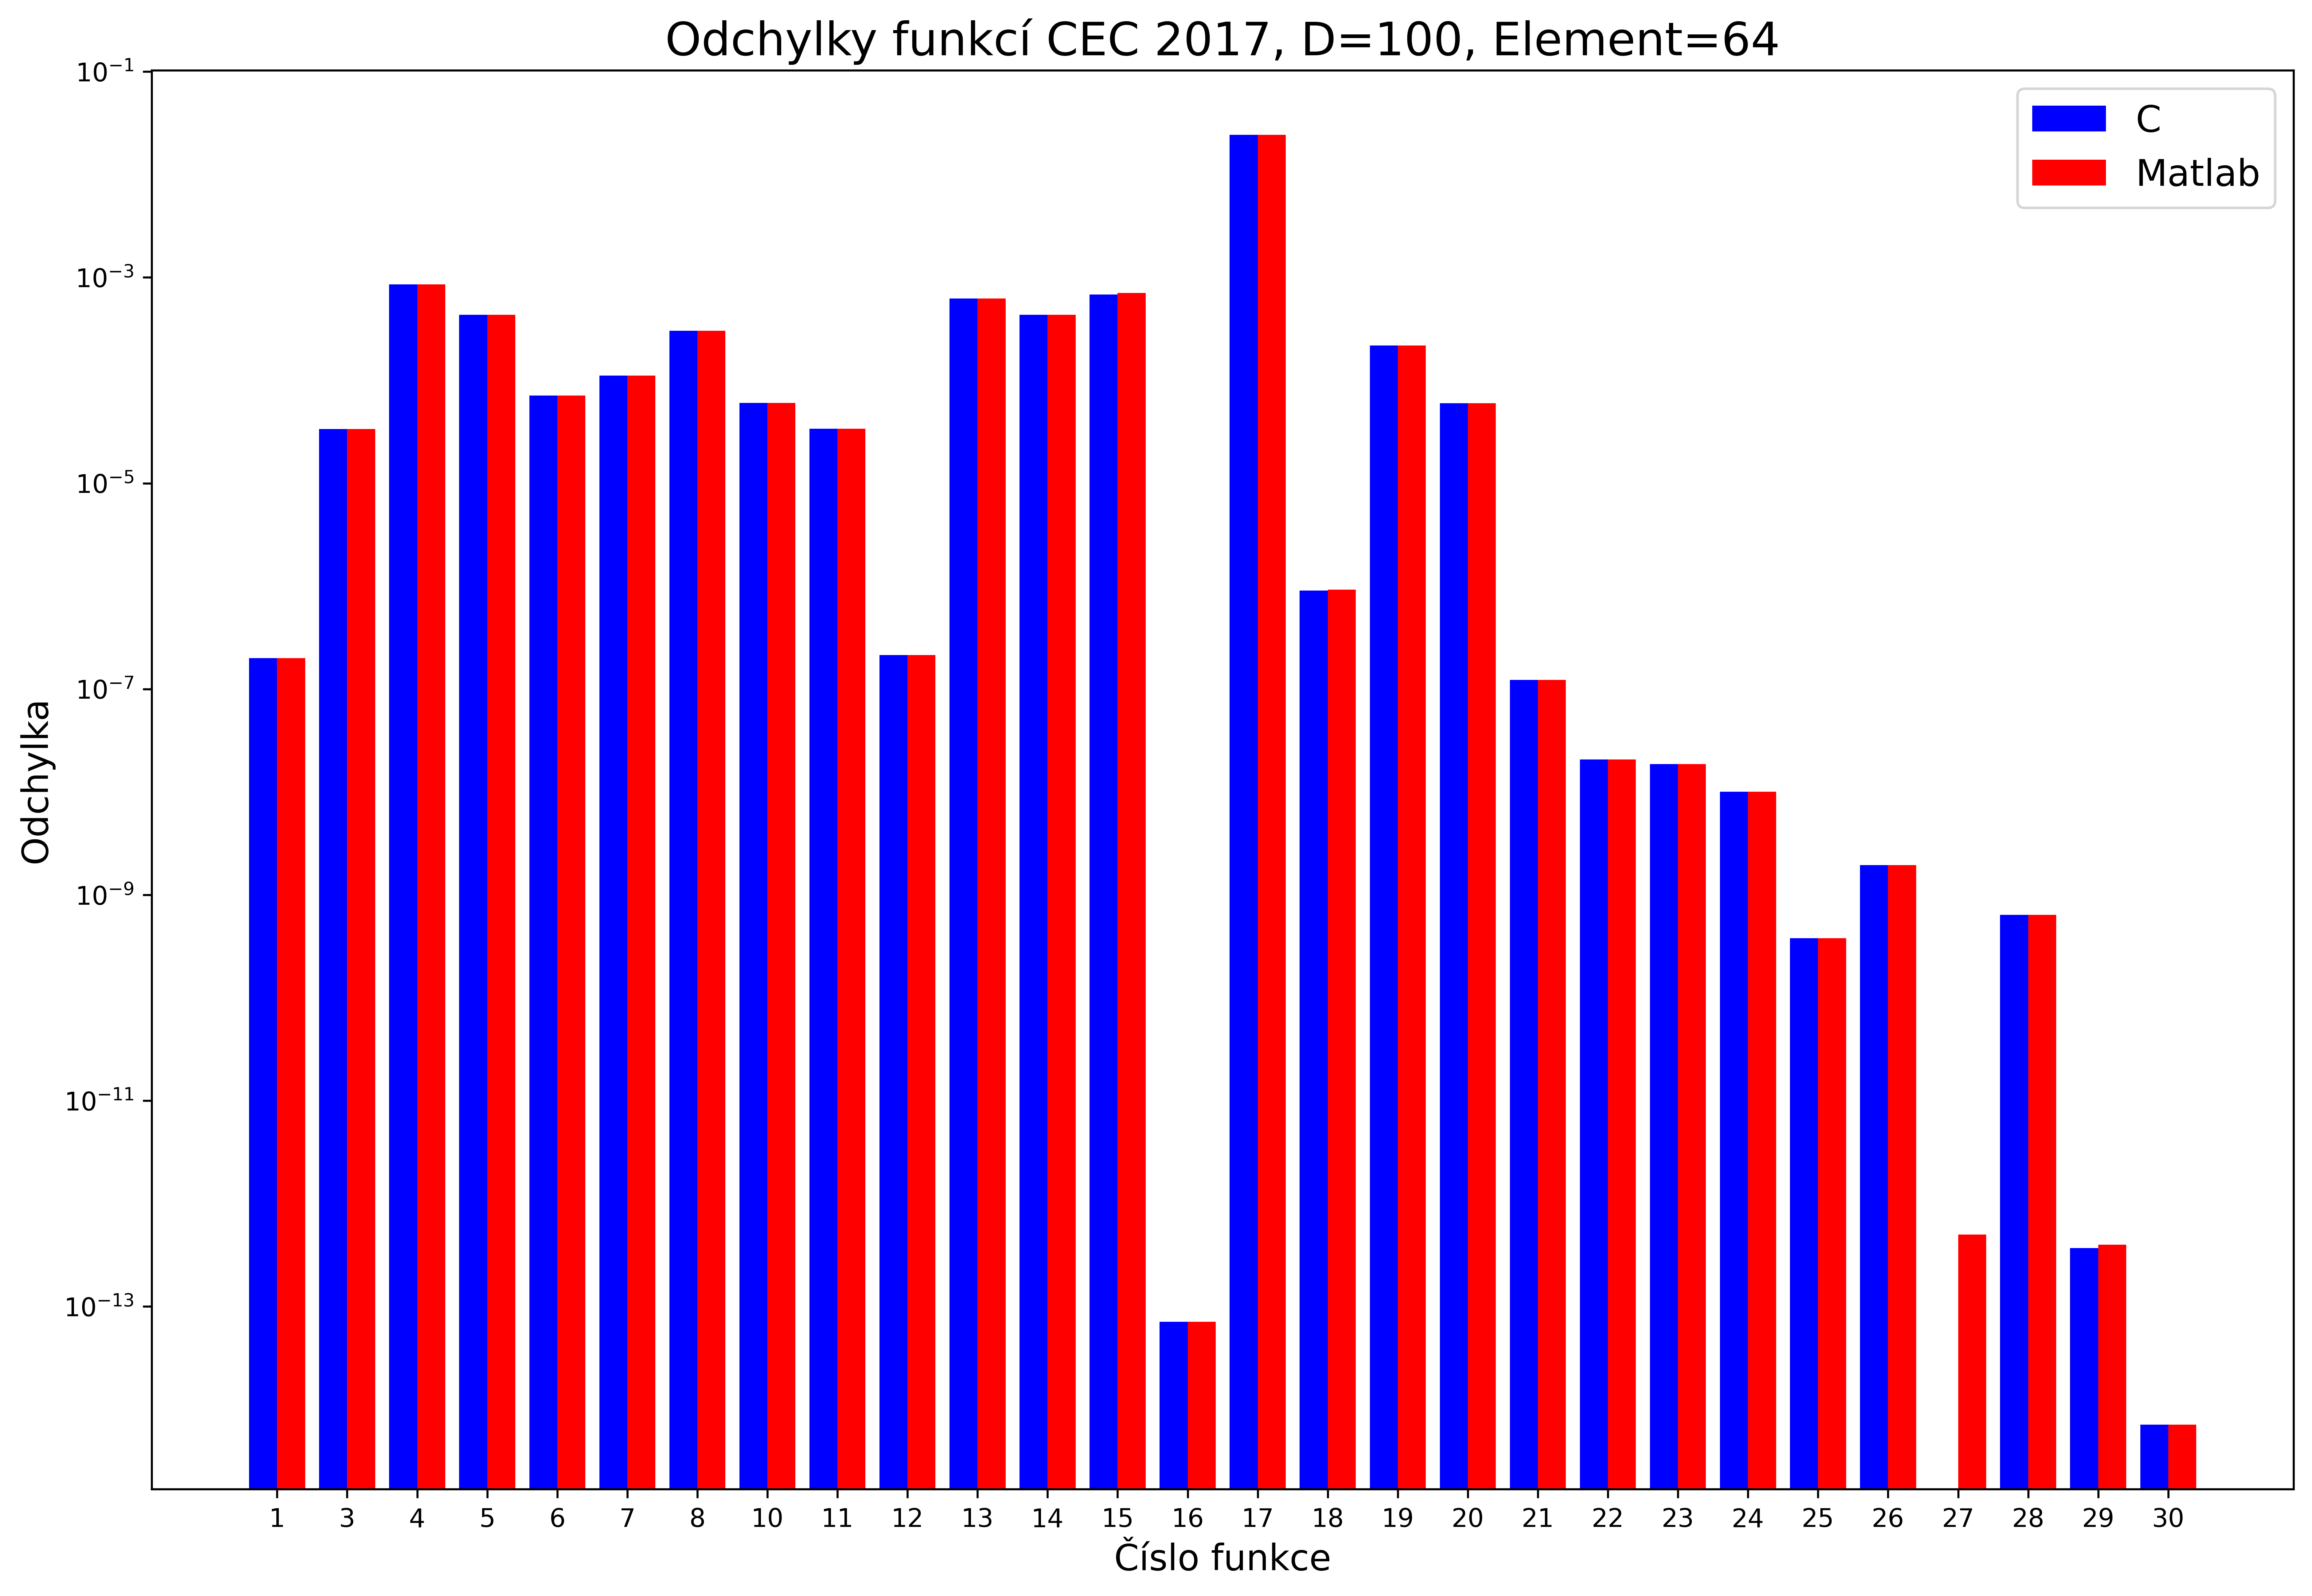 Odchylky funkcí CEC 2017, D=100, Element=64
C
Matlab
Odchylka
10⁻¹
10⁻³
10⁻⁵
10⁻⁷
10⁻⁹
10⁻¹¹
10⁻¹³
1 3 4 5 6 7 8 10 11 12 13 14 15 16 17 18 19 20 21 22 23 24 25 26 27 28 29 30
Číslo funkce